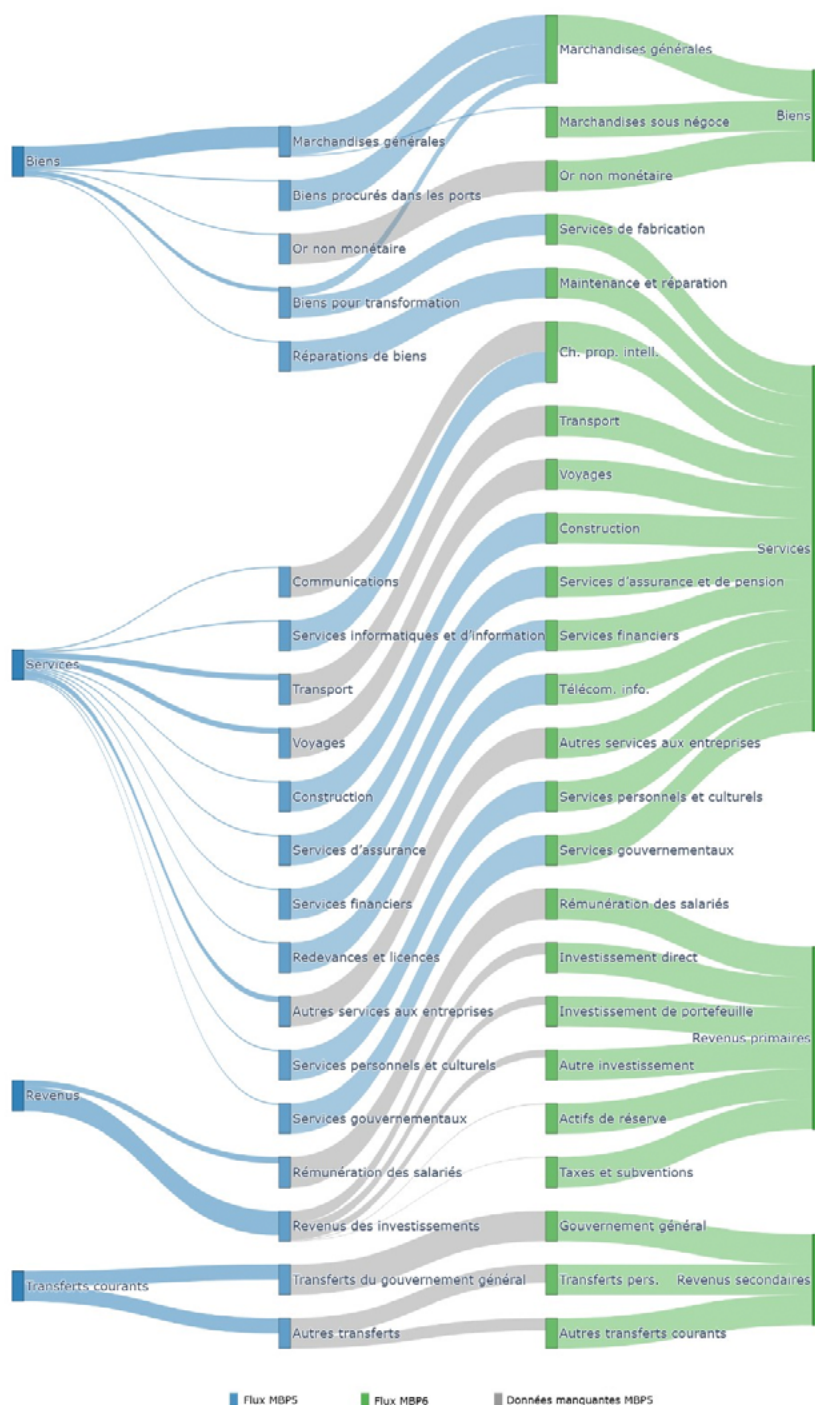 Marchandises générales
Biens
Marchandises sous négoce
Marchandises générales
Biens
Or non monétaire
Biens procurés dans les ports
Services de fabrication
Or non monétaire
Maintenance et réparation
Biens pour transformation
Ch. prop. intell.
Réparations de biens
Transport
Voyages
Construction
Services
Communications
Services d'assurance et de pension
Services informatiques et d'information
Services financiers
Services
Transport
Télécom. info.
Voyages
Autres services aux entreprises
Construction
Services personnels et culturels
Services d'assurance
Services gouvernementaux
Services financiers
Rémunération des salariés
Redevances et licences
Investissement direct
Autres services aux entreprises
Investissement de portefeuille
Revenus primaires
Services personnels et culturels
Autre investissement
Revenus
Services gouvernementaux
Actifs de réserve
Rémunération des salariés
Taxes et subventions
Revenus des investissements
Gouvernement général
Transferts courants
Transferts du gouvernement général
Transferts pers.
Revenus secondaires
Autres transferts
Autres transferts courants
Flux MBP5
Flux MBP6
Données manquantes MBP5